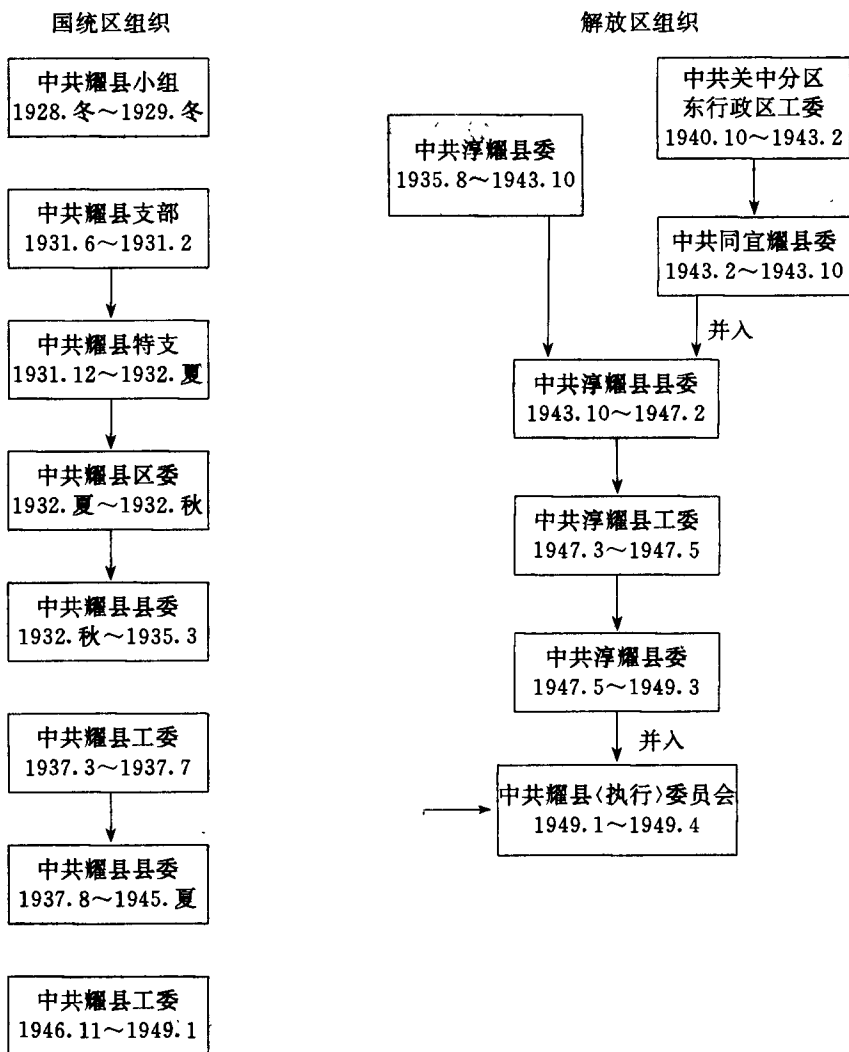 国统区组织
中共耀县小组
1928.冬～1929.冬
中共耀县支部
1931.6～1931.2
中共耀县特支
1931.12～1932.夏
中共耀县区委
1932.夏～1932.秋
中共耀县县委
1932.秋～1935.3
中共耀县工委
1937.3～1937.7
中共耀县县委
1937.8～1945.夏
中共耀县工委
1946.11～1949.1
解放区组织
中共淳耀县委
1935.8～1943.10
中共关中分区
东行政区工委
1940.10～1943.2
中共同宜耀县委
1943.2～1943.10
并入
中共淳耀县县委
1943.10～1947.2
中共淳耀县工委
1947.3～1947.5
中共淳耀县委
1947.5～1949.3
并入
中共耀县〈执行〉委员会
1949.1～1949.4